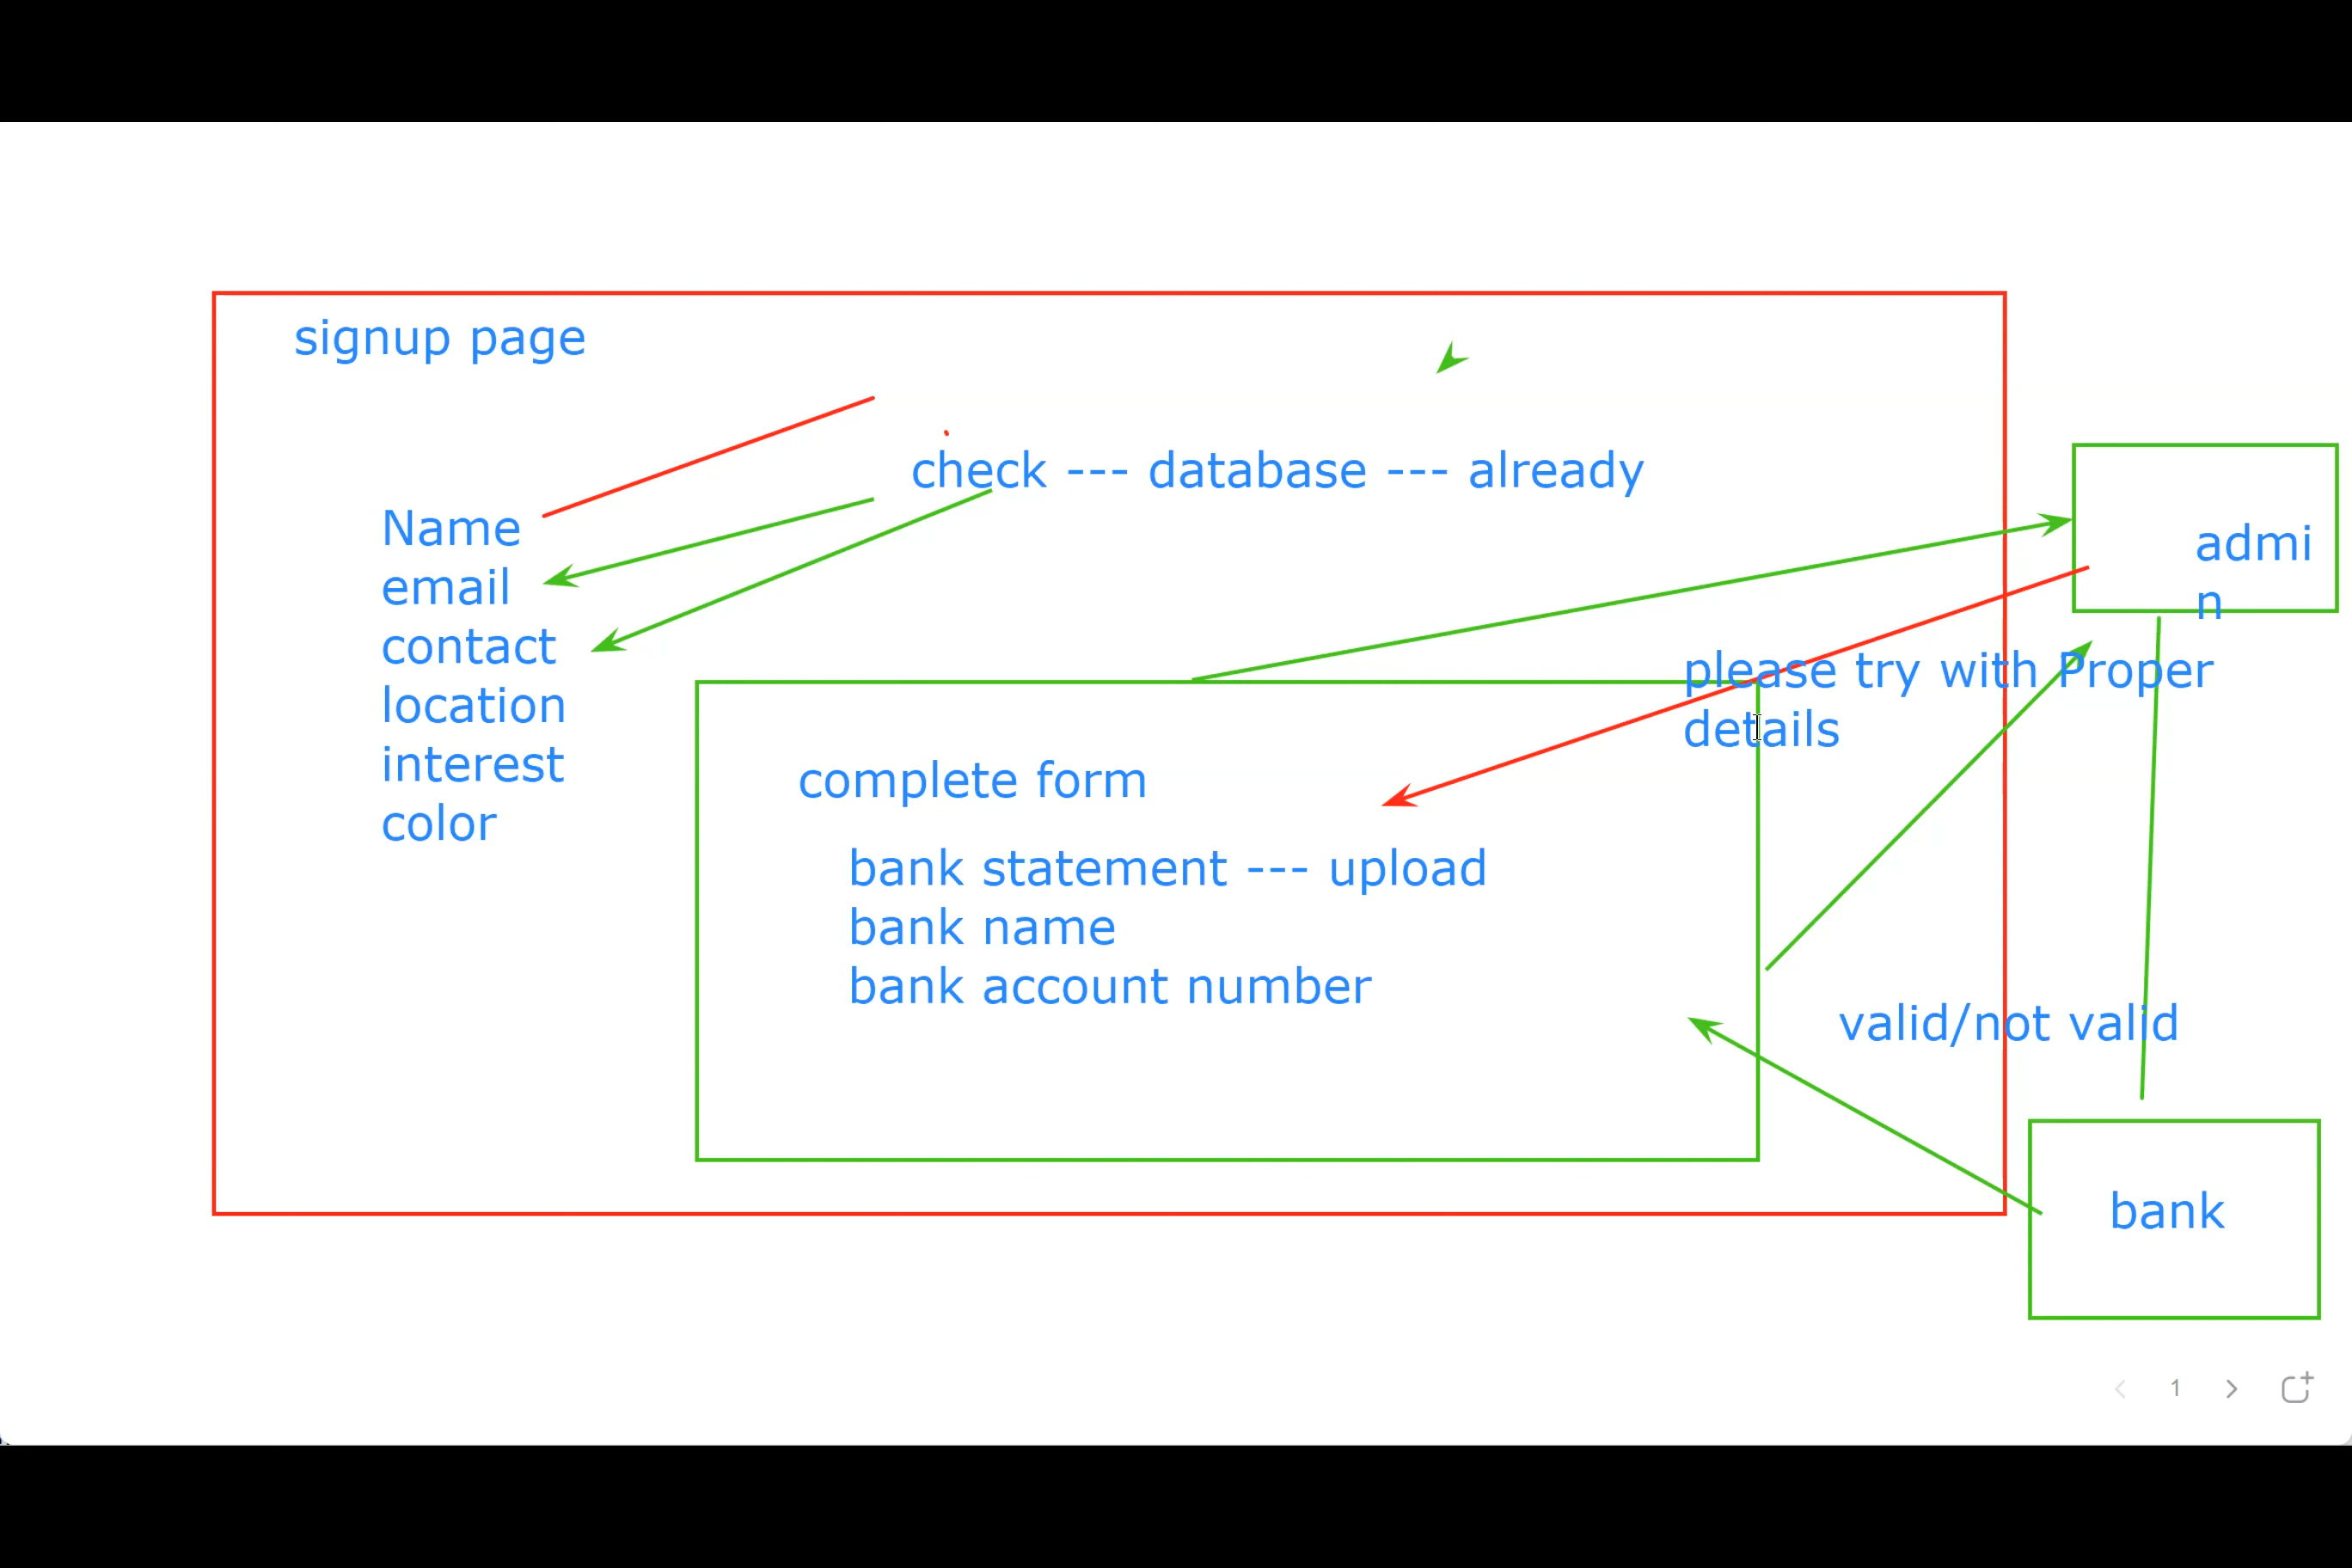 signup page
check --- database --- already
Name
email
contact
location
interest
color
admi
n
please try with Proper
details
complete form
bank statement --- upload
bank name
bank account number
valid/not valid
bank
1